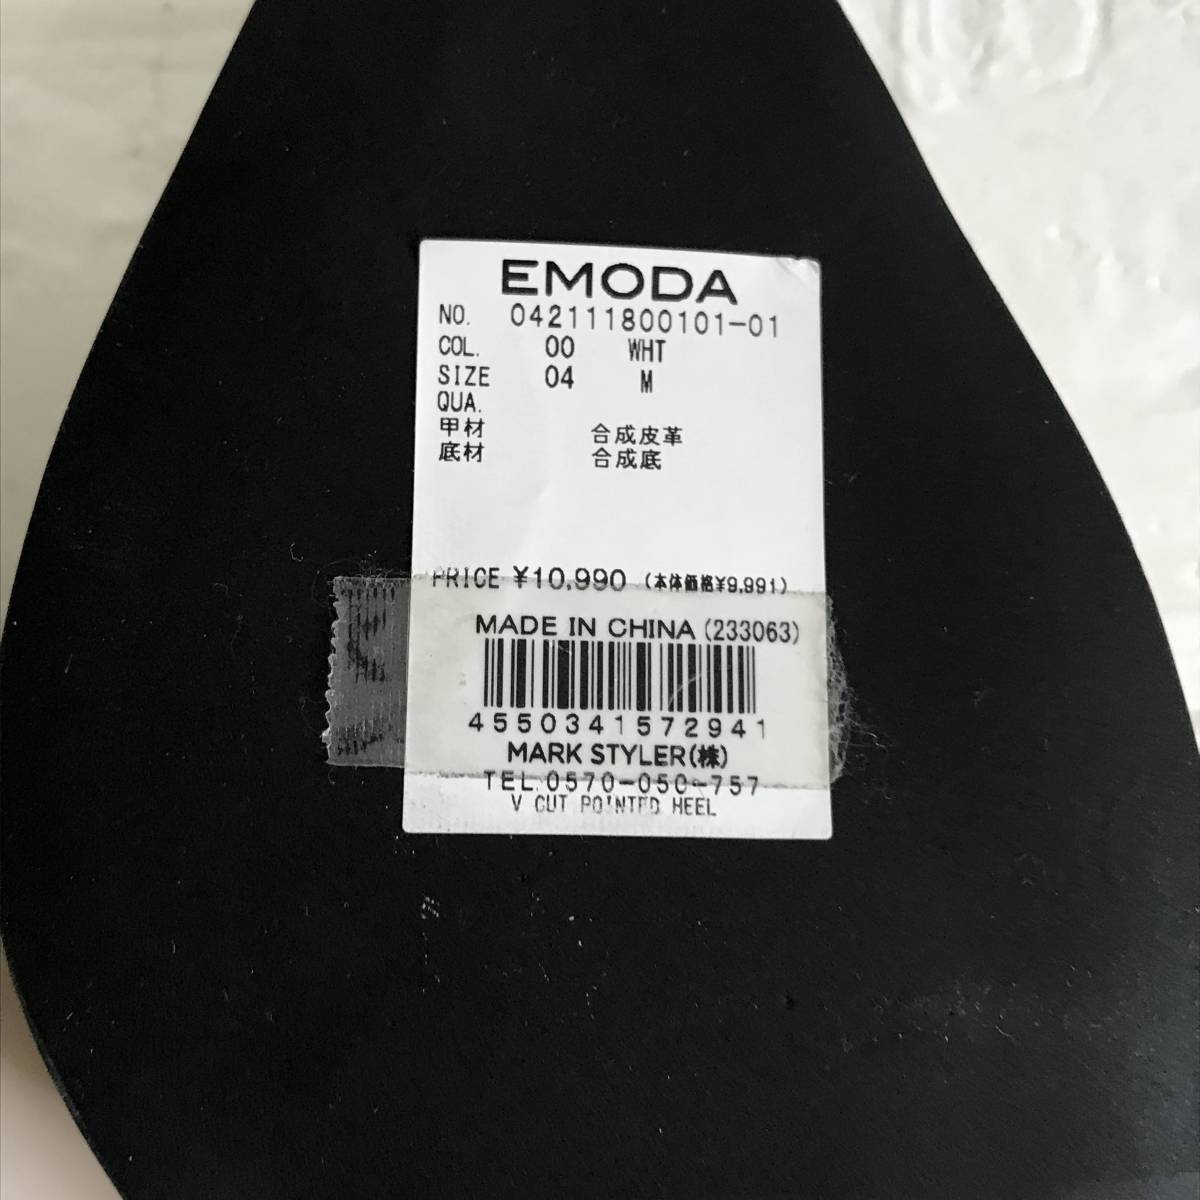 EMODA
NO. 042111800101-01
COL. 00 WHT
SIZE 04 M
QUA.
甲材 合成皮革
底材 合成底
PRICE ¥10,990 (本体価格¥9,991)
MADE IN CHINA (233063)
4550341572941
MARK STYLER(株)
TEL.0570-050-757
V CUT POINTED HEEL